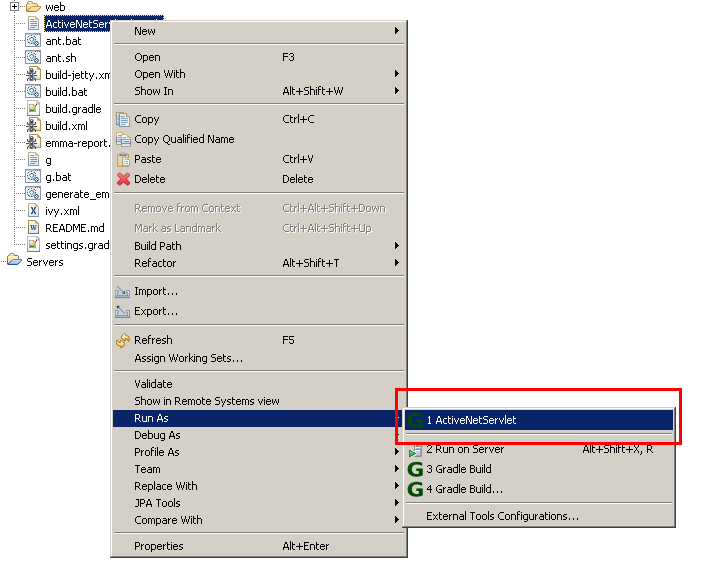 web
ActiveNetServ
ant.bat
ant.sh
build-jetty.xm
build.bat
build.gradle
build.xml
emma-report.
g
g.bat
generate_em
ivy.xml
README.md
settings.grad
Servers
New
Open F3
Open With
Show In Alt+Shift+W
Copy Ctrl+C
Copy Qualified Name
Paste Ctrl+V
Delete Delete
Remove from Context Ctrl+Alt+Shift+Down
Mark as Landmark Ctrl+Alt+Shift+Up
Build Path
Refactor Alt+Shift+T
Import...
Export...
Refresh F5
Assign Working Sets...
Validate
Show in Remote Systems view
Run As
Debug As
Profile As
Team
Replace With
JPA Tools
Compare With
Properties Alt+Enter
1 ActiveNetServlet
2 Run on Server Alt+Shift+X, R
3 Gradle Build
4 Gradle Build...
External Tools Configurations...